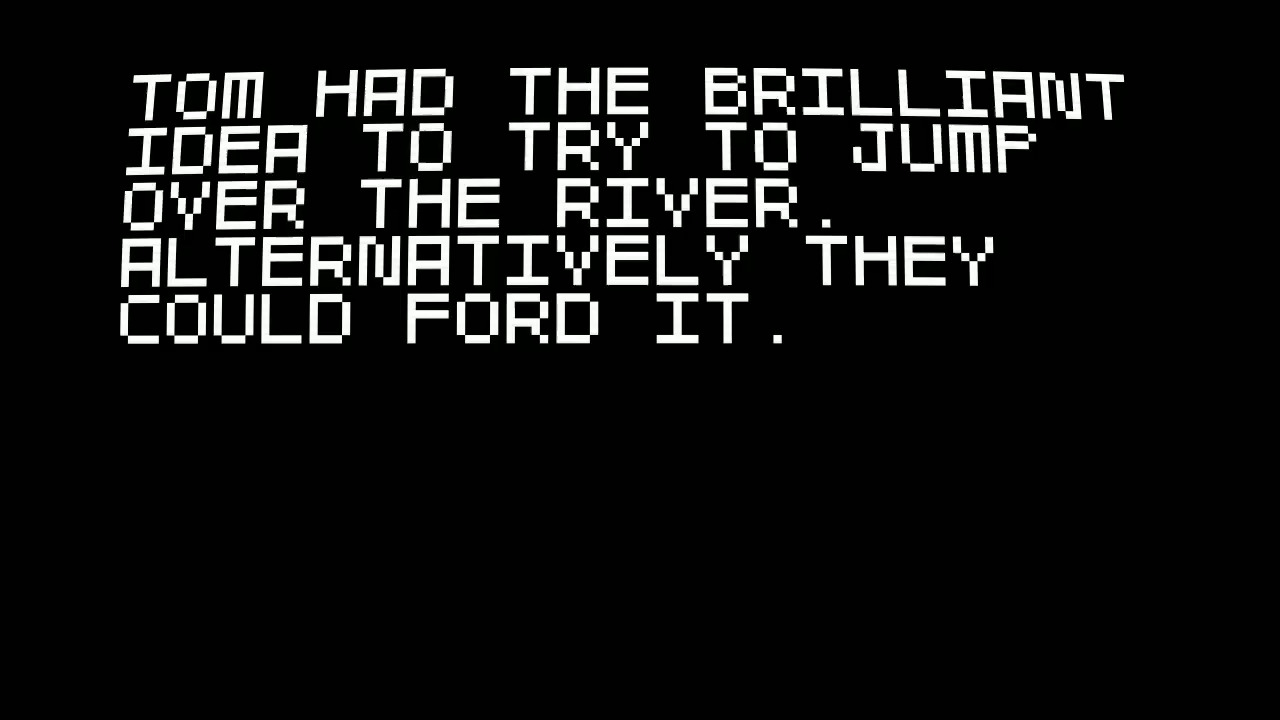 TOM HAD THE BRILLIANT
IDEA TO TRY TO JUMP
OVER THE RIVER.
ALTERNATIVELY THEY
COULD FORD IT.